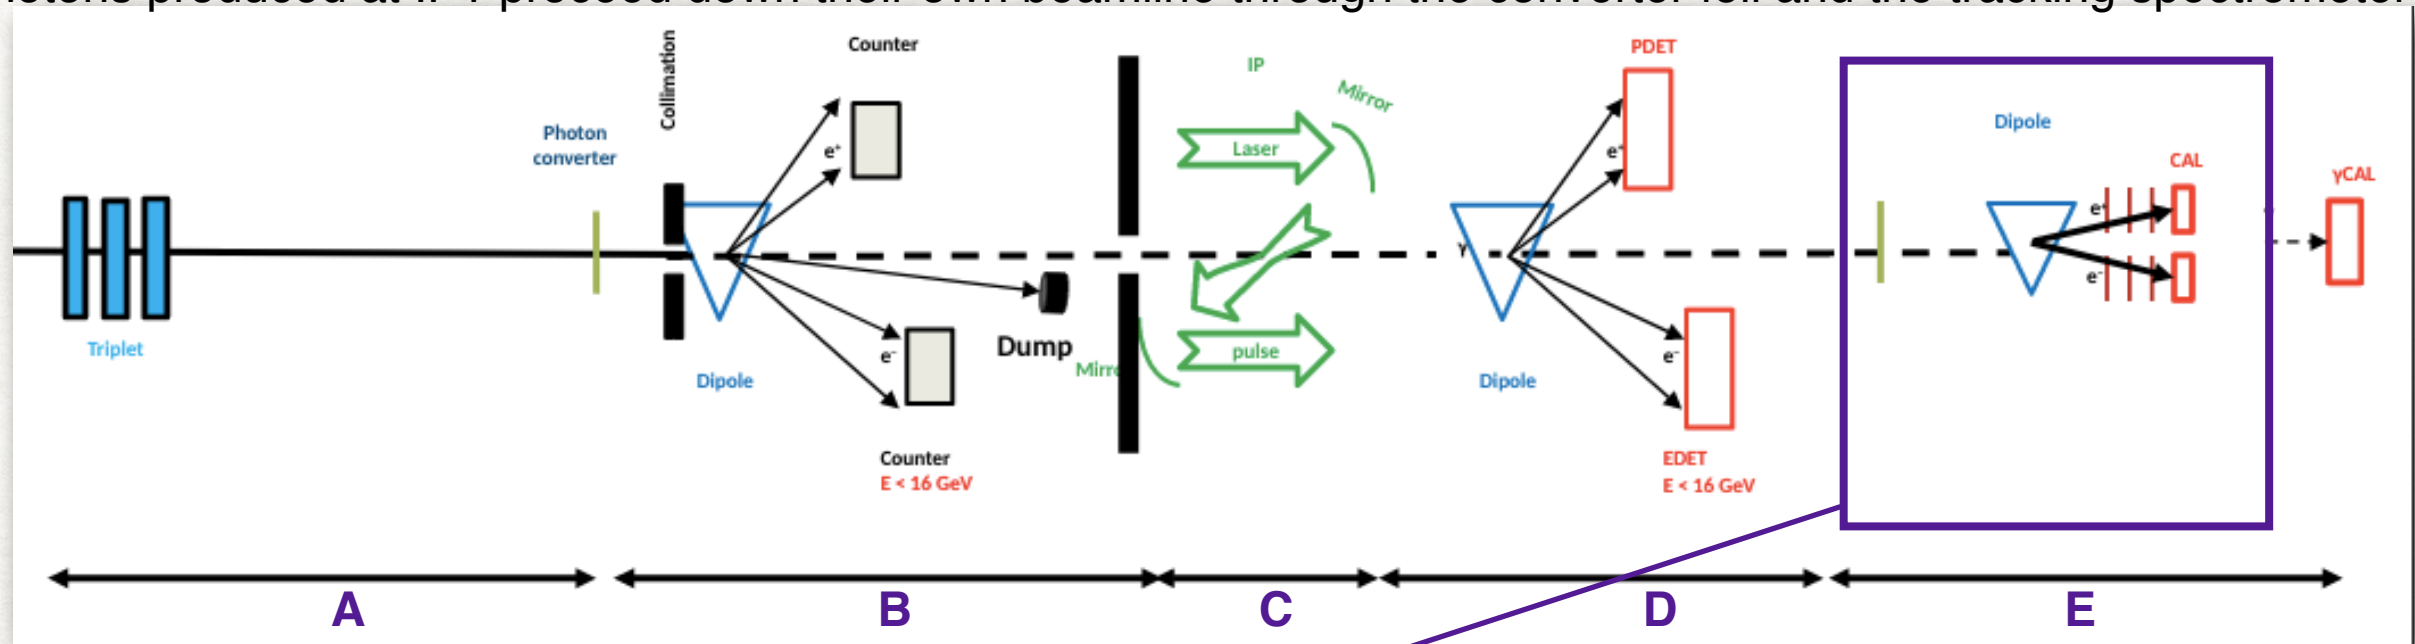 Counter
Collimation
PDET
IP
Mirror
Dipole
Photon
converter
e⁺
Laser
e⁺
CAL
γCAL
e⁺
γ
e⁻
Triplet
Dump
pulse
e⁻
e⁻
Dipole
Dipole
Counter
E < 16 GeV
EDET
E < 16 GeV
A
B
C
D
E